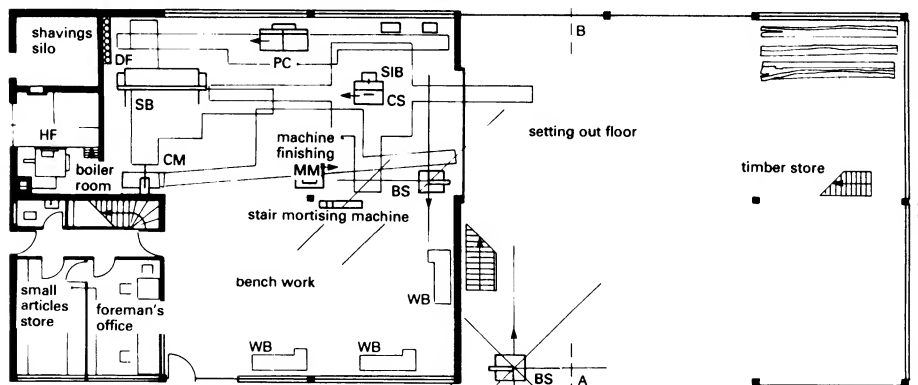 shavings
silo
DF
PC
B
SIB
CS
SB
setting out floor
HF
machine
finishing
CM
MM
boiler
room
BS
timber store
stair mortising machine
bench work
WB
small
articles
store
foreman's
office
WB
WB
BS
A